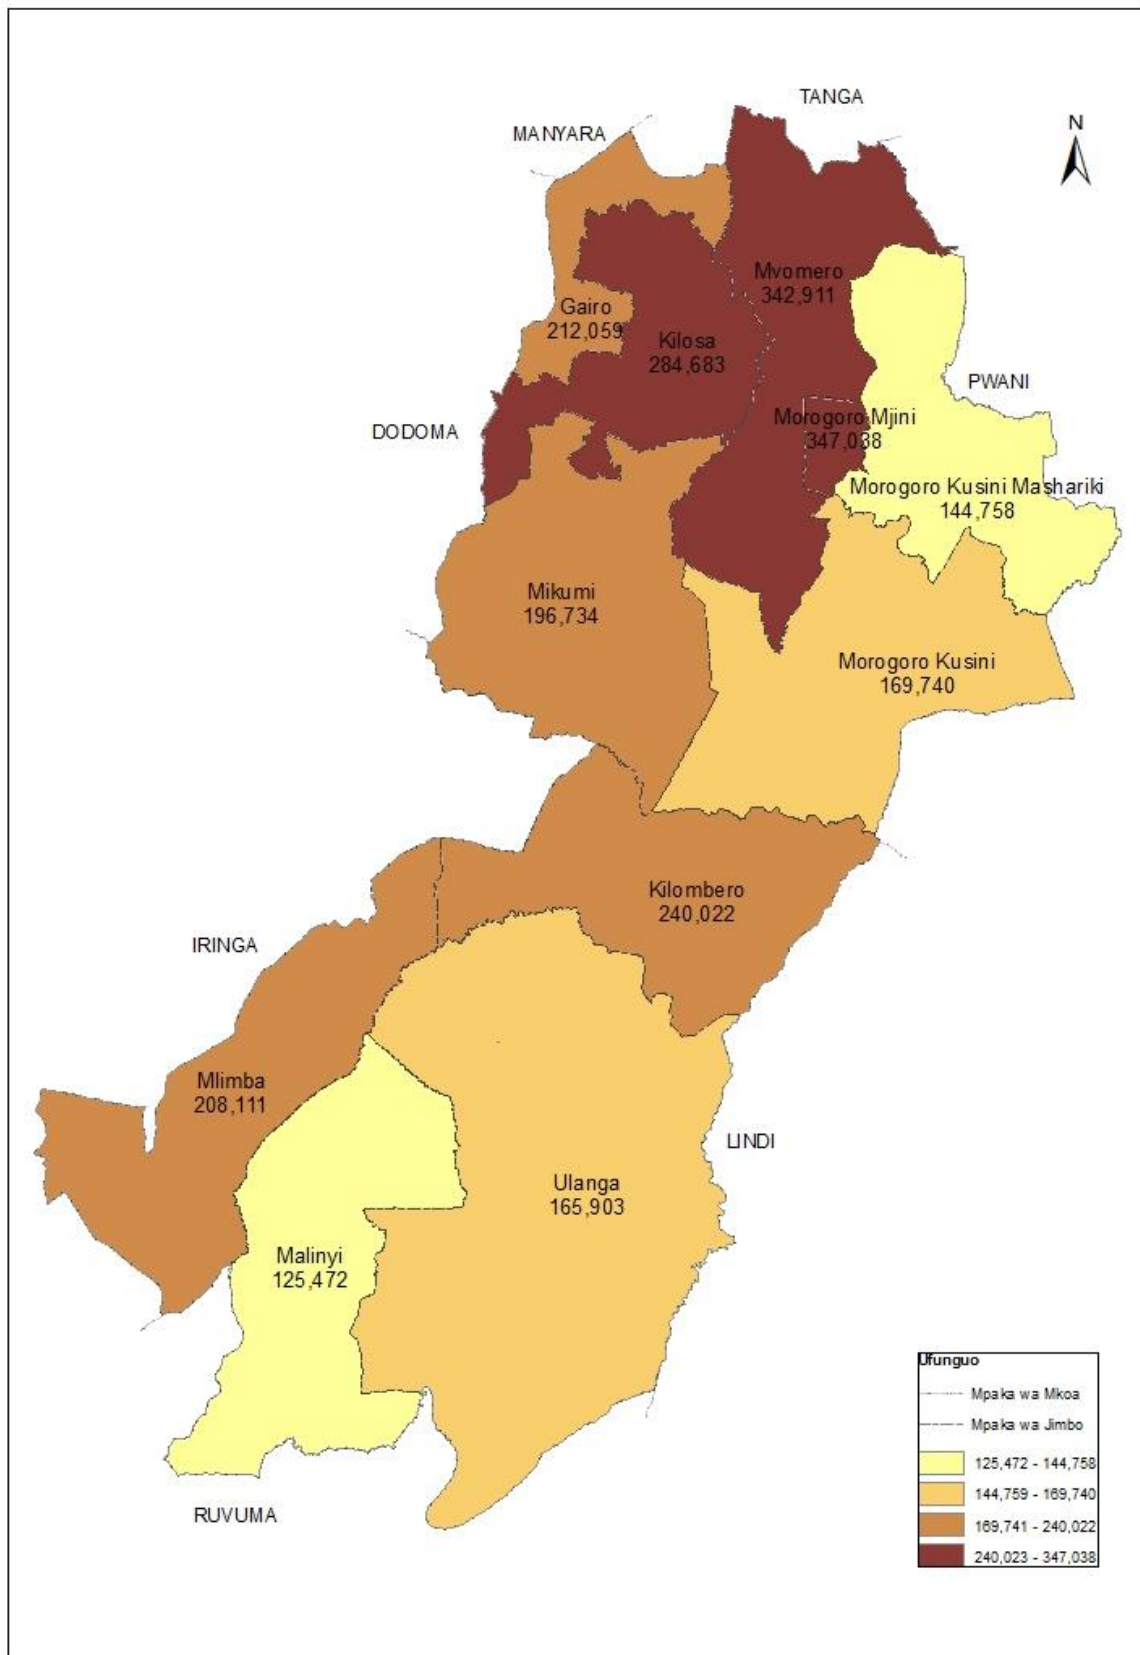 TANGA
MANYARA
N
Mvomero
342,911
Gairo
212,059
Kilosa
284,683
PWANI
DODOMA
Morogoro Mjini
347,038
Morogoro Kusini Mashariki
144,758
Mikumi
196,734
Morogoro Kusini
169,740
Kilombero
240,022
IRINGA
Mlimba
208,111
LINDI
Ulanga
165,903
Malinyi
125,472
RUVUMA
Ufunguo
Mpaka wa Mkoa
Mpaka wa Jimbo
125,472 - 144,758
144,759 - 169,740
169,741 - 240,022
240,023 - 347,038